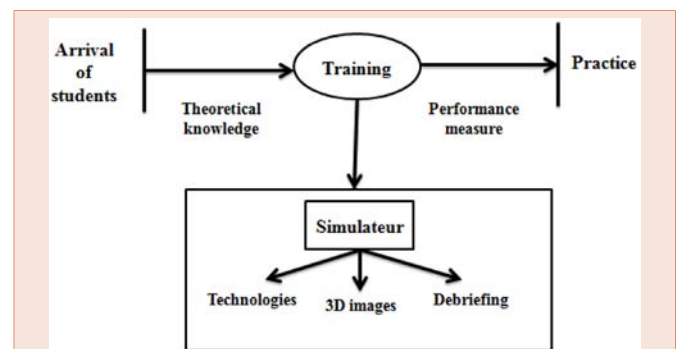 Arrival
of
students
Theoretical
knowledge
Training
Performance
measure
Practice
Simulateur
Technologies
3D images
Debriefing